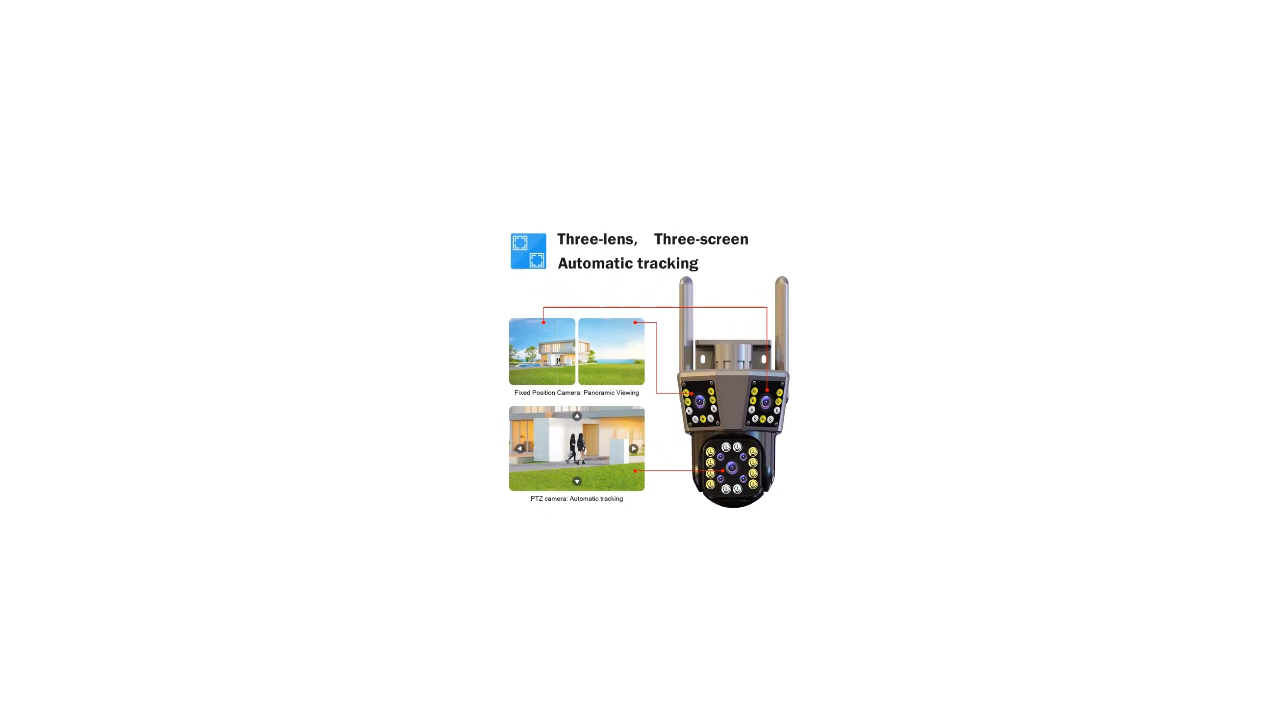 Three-lens, Three-screen
Automatic tracking
Fixed Position Camera: Panoramic Viewing
PTZ camera: Automatic tracking